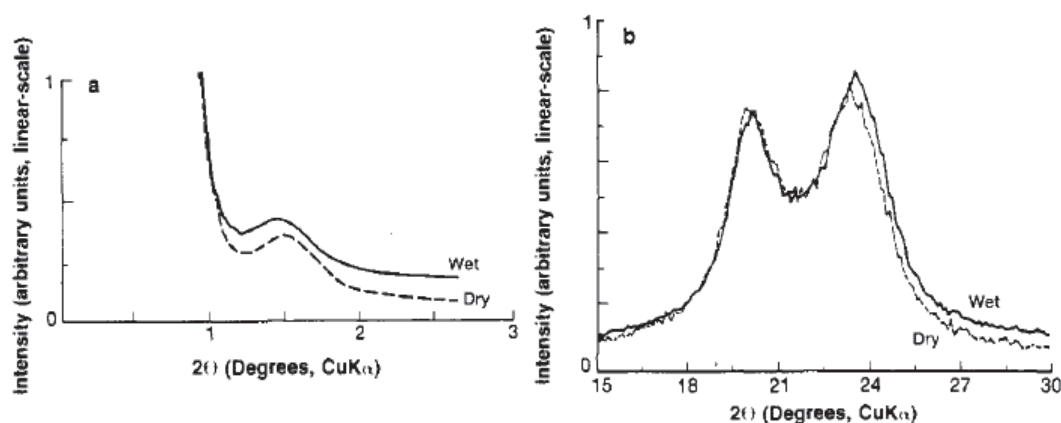 Intensity (arbitrary units, linear-scale)
1
a
0
Wet
Dry
1
2
3
2Θ (Degrees, CuKα)
Intensity (arbitrary units, linear-scale)
1
b
0
Wet
Dry
15
18
21
24
27
30
2Θ (Degrees, CuKα)